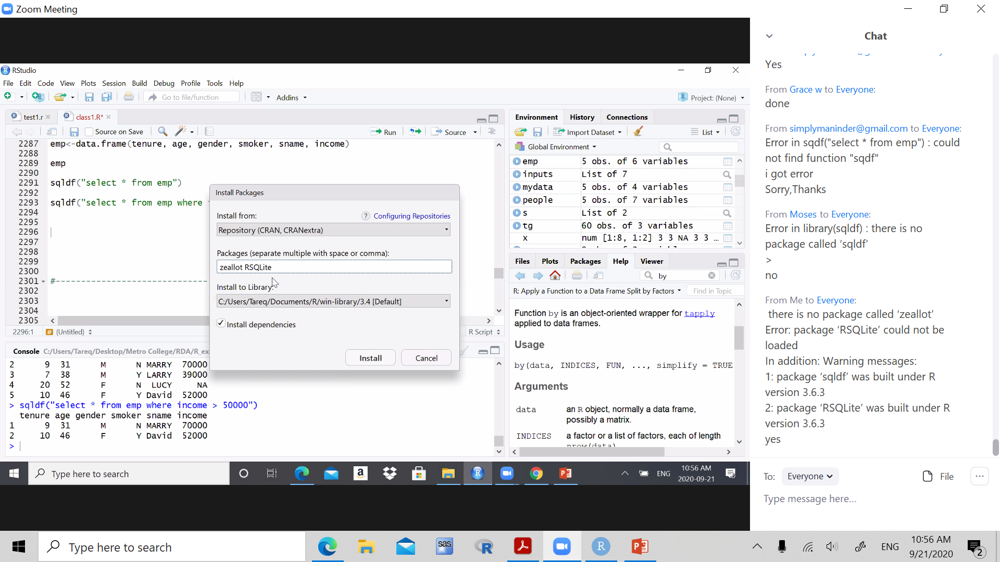 Zoom Meeting
RStudio
File Edit Code View Plots Session Build Debug Profile Tools Help
Go to file/function
Addins
Project: (None)
test1.r
class1.R*
Source on Save
Run
Source
2287 emp<-data.frame(tenure, age, gender, smoker, sname, income)
2288
2289 emp
2290
2291 sqldf("select * from emp")
2292
2293 sqldf("select * from emp where
2294
2295
2296
2297
2298
2299
2300
2301 #------------------------------
2302
2303
2304
2305
2296:1 (Untitled)
R Script
Install Packages
Install from:
? Configuring Repositories
Repository (CRAN, CRANextra)
Packages (separate multiple with space or comma):
zeallot RSQLite
Install to Library:
C:/Users/Tareq/Documents/R/win-library/3.4 [Default]
Install dependencies
Install
Cancel
Console C:/Users/Tareq/Desktop/Metro College/RDA/R_ex
2 9 31 M N MARRY 70000
3 7 38 M Y LARRY 39000
4 20 52 F N LUCY NA
5 10 46 F Y David 52000
> sqldf("select * from emp where income > 50000")
tenure age gender smoker sname income
1 9 31 M N MARRY 70000
2 10 46 F Y David 52000
>
Environment History Connections
Import Dataset
List
Global Environment
emp 5 obs. of 6 variables
inputs List of 7
mydata 5 obs. of 4 variables
people 5 obs. of 7 variables
s List of 2
tg 60 obs. of 3 variables
x num [1:8, 1:2] 3 3 NA 3 3 ...
Files Plots Packages Help Viewer
by
R: Apply a Function to a Data Frame Split by Factors
Find in Topic
Function by is an object-oriented wrapper for tapply
applied to data frames.
Usage
by(data, INDICES, FUN, ..., simplify = TRUE
Arguments
data an R object, normally a data frame,
possibly a matrix.
INDICES a factor or a list of factors, each of length
nrow(data)
Type here to search
ENG
10:56 AM
2020-09-21
Chat
Yes
From Grace w to Everyone:
done
From simplymaninder@gmail.com to Everyone:
Error in sqdf("select * from emp") : could
not find function "sqdf"
i got error
Sorry,Thanks
From Moses to Everyone:
Error in library(sqldf) : there is no
package called ‘sqldf’
>
no
From Me to Everyone:
there is no package called ‘zeallot’
Error: package ‘RSQLite’ could not be
loaded
In addition: Warning messages:
1: package ‘sqldf’ was built under R
version 3.6.3
2: package ‘RSQLite’ was built under R
version 3.6.3
yes
To: Everyone
File
Type message here...
Type here to search
sas
ENG
10:56 AM
9/21/2020
2